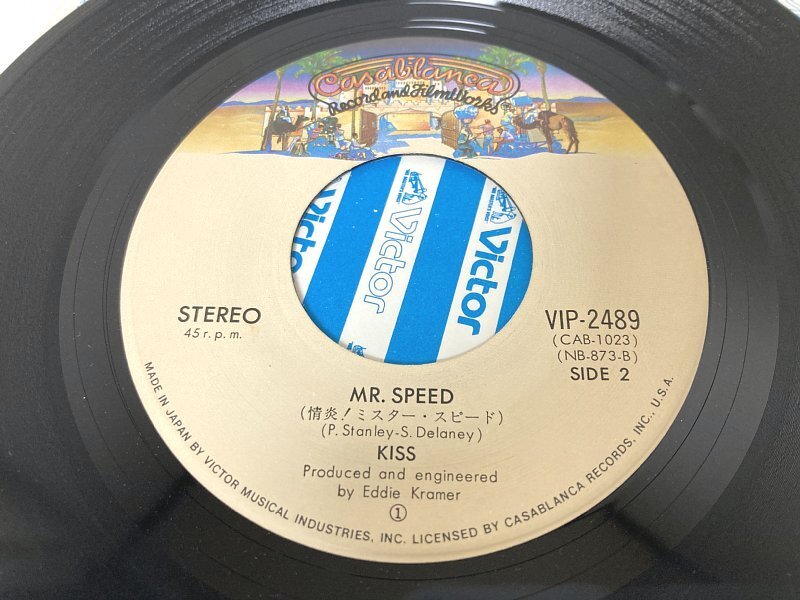 Casablanca
Record and FilmWorks
Victor
Victor
Victor
STEREO
45 r.p.m.
VIP-2489
(CAB-1023)
(NB-873-B)
SIDE 2
MR. SPEED
(情炎!ミスター・スピード)
(P. Stanley-S. Delaney)
KISS
Produced and engineered
by Eddie Kramer
①
MADE IN JAPAN BY VICTOR MUSICAL INDUSTRIES, INC. LICENSED BY CASABLANCA RECORDS, INC., U.S.A.